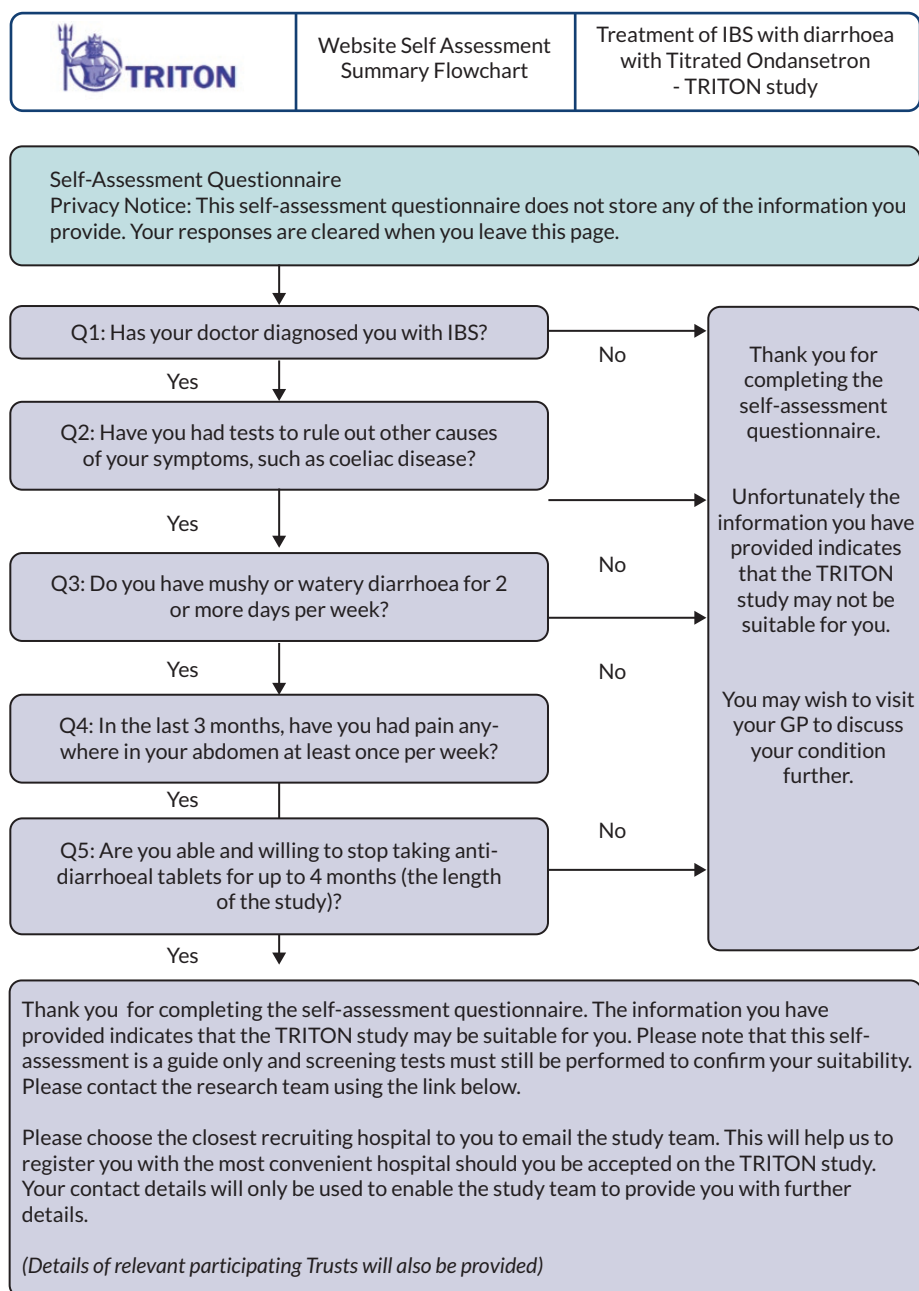 TRITON
Website Self Assessment
Summary Flowchart
Treatment of IBS with diarrhoea
with Titrated Ondansetron
- TRITON study
Self-Assessment Questionnaire
Privacy Notice: This self-assessment questionnaire does not store any of the information you
provide. Your responses are cleared when you leave this page.
Q1: Has your doctor diagnosed you with IBS?
No
Yes
Q2: Have you had tests to rule out other causes
of your symptoms, such as coeliac disease?
Yes
No
Q3: Do you have mushy or watery diarrhoea for 2
or more days per week?
Yes
No
Q4: In the last 3 months, have you had pain any-
where in your abdomen at least once per week?
Yes
No
Q5: Are you able and willing to stop taking anti-
diarrhoeal tablets for up to 4 months (the length
of the study)?
Yes
Thank you for
completing the
self-assessment
questionnaire.
Unfortunately the
information you have
provided indicates
that the TRITON
study may not be
suitable for you.
You may wish to visit
your GP to discuss
your condition
further.
Thank you  for completing the self-assessment questionnaire. The information you have
provided indicates that the TRITON study may be suitable for you. Please note that this self-
assessment is a guide only and screening tests must still be performed to confirm your suitability.
Please contact the research team using the link below.
Please choose the closest recruiting hospital to you to email the study team. This will help us to
register you with the most convenient hospital should you be accepted on the TRITON study.
Your contact details will only be used to enable the study team to provide you with further
details.
(Details of relevant participating Trusts will also be provided)